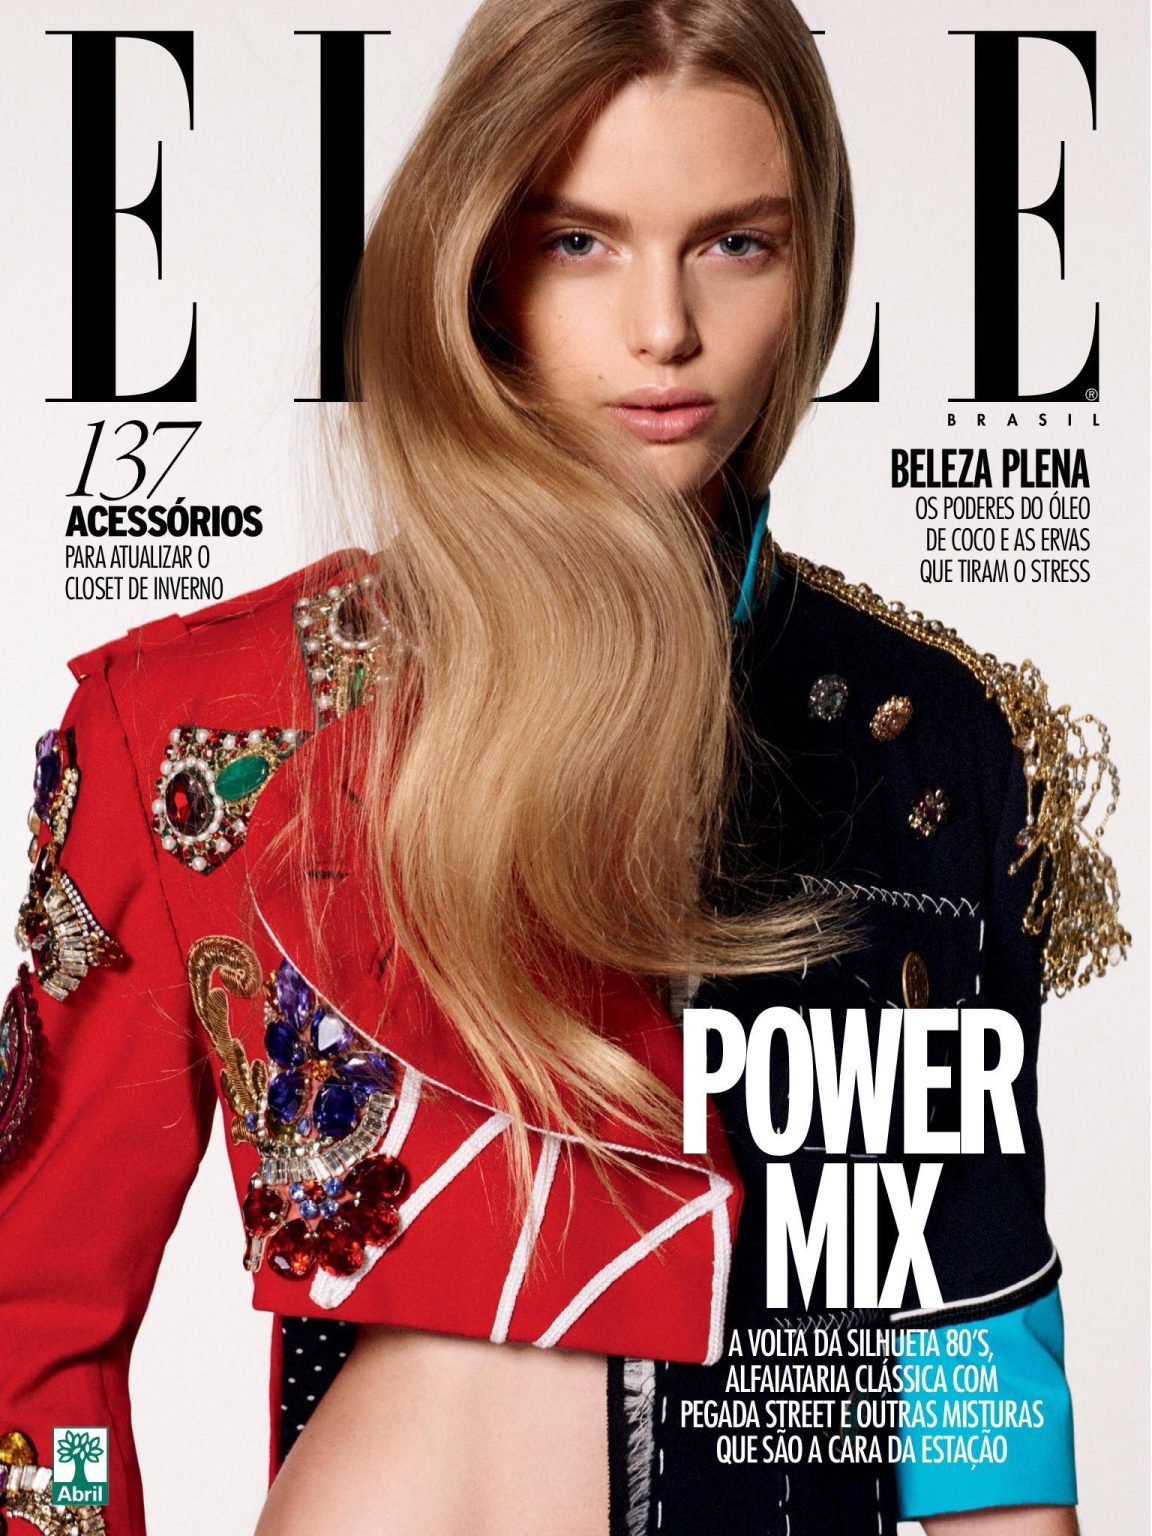 ELLE
BRASIL
137
ACESSÓRIOS
PARA ATUALIZAR O
CLOSET DE INVERNO
BELEZA PLENA
OS PODERES DO ÓLEO
DE COCO E AS ERVAS
QUE TIRAM O STRESS
POWER
MIX
A VOLTA DA SILHUETA 80'S,
ALFAIATARIA CLÁSSICA COM
PEGADA STREET E OUTRAS MISTURAS
QUE SÃO A CARA DA ESTAÇÃO
Abril